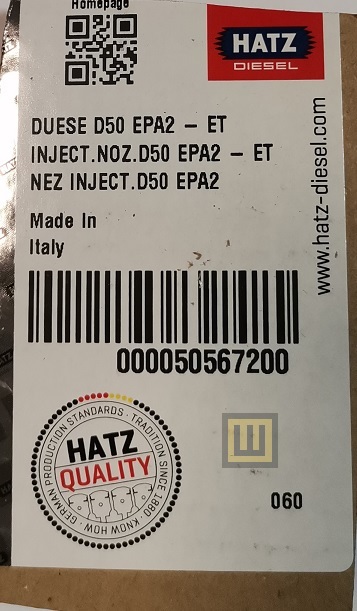 Homepage
HATZ
DIESEL
DUESE D50 EPA2 – ET
INJECT.NOZ.D50 EPA2 – ET
NEZ INJECT.D50 EPA2
Made In
Italy
www.hatz-diesel.com
000050567200
GERMAN PRODUCTION STANDARDS · TRADITION SINCE 1880 · KNOW HOW ·
HATZ
QUALITY
060